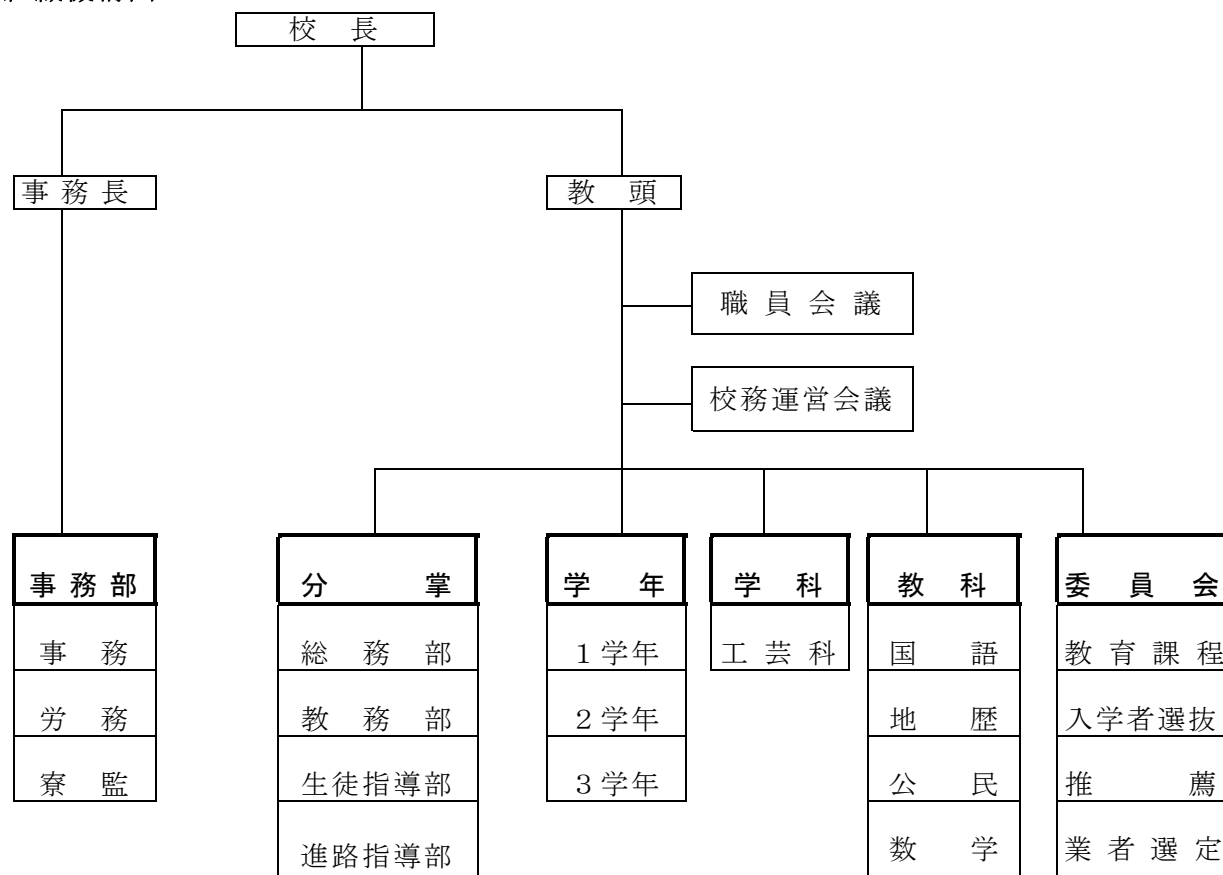 校長
事務長 教頭
職員会議
校務運営会議
事務部 分掌 学年 学科 教科 委員会
事務 総務部 1学年 工芸科 国語 教育課程
労務 教務部 2学年 地歴 入学者選抜
寮監 生徒指導部 3学年 公民 推薦
進路指導部 数学 業者選定